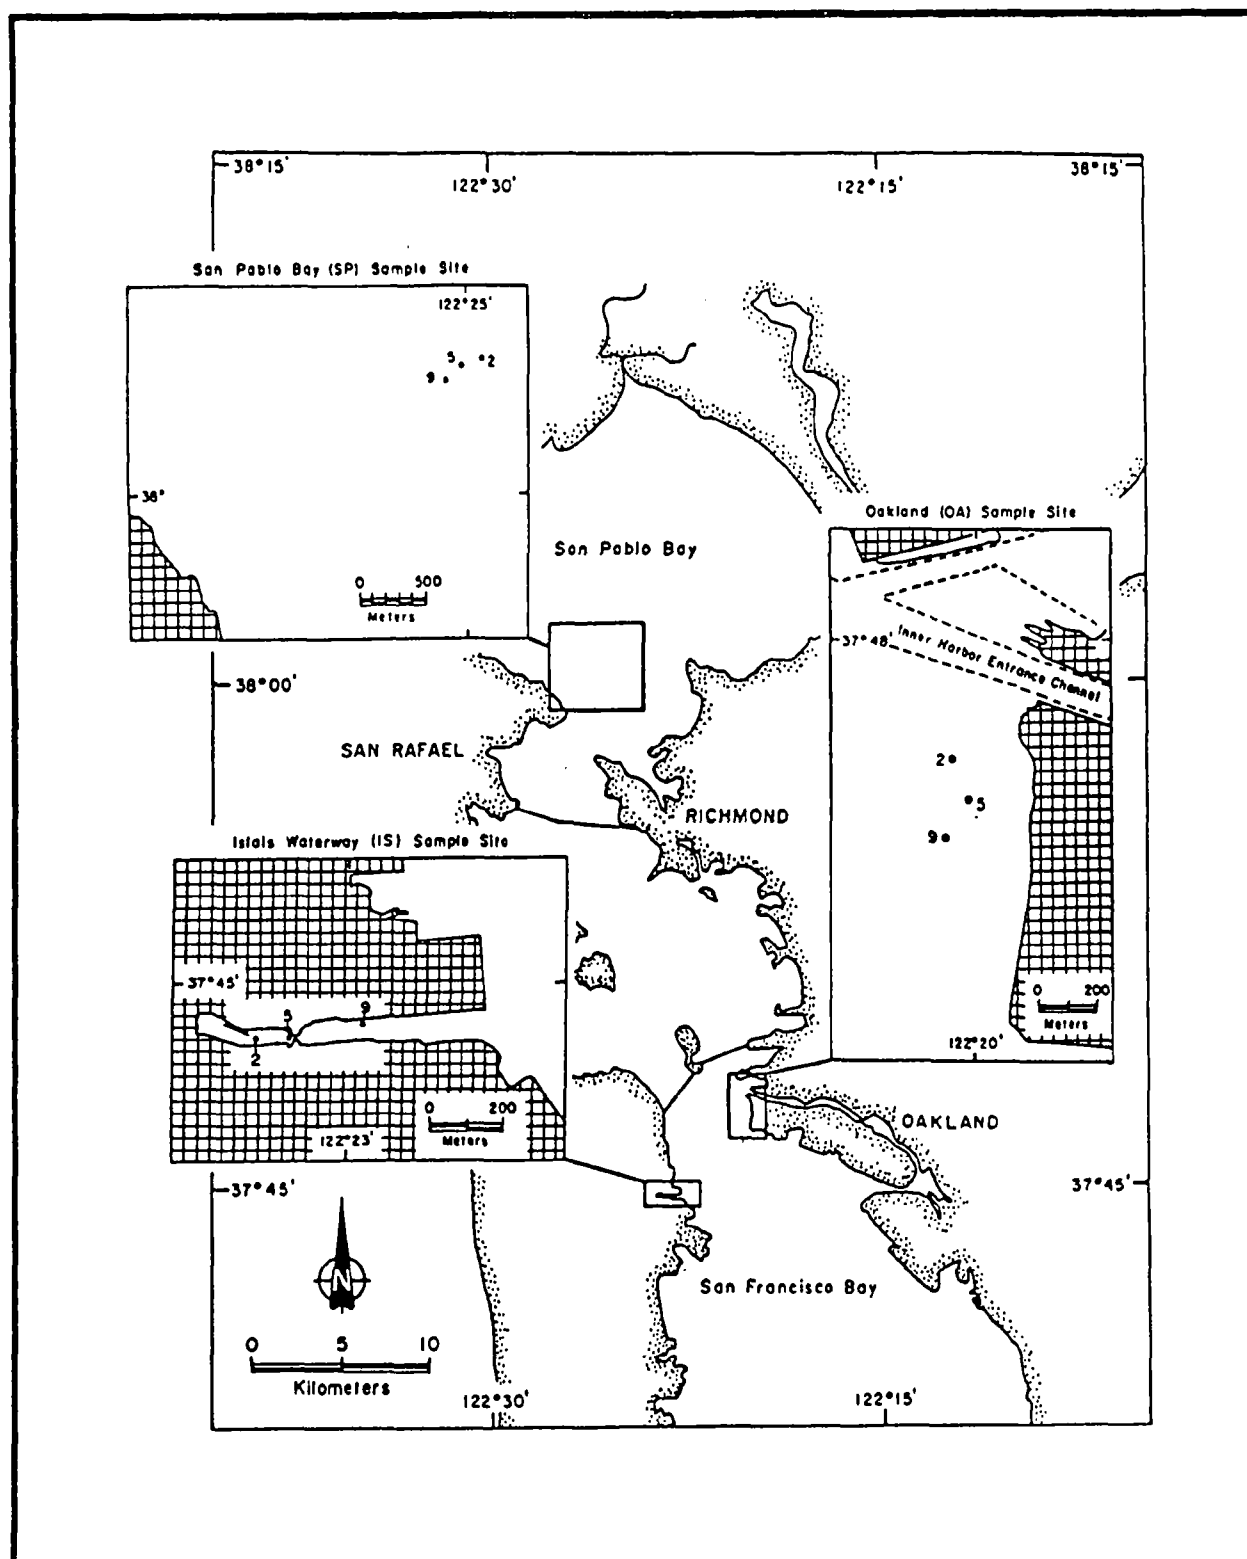 38°15'
122°30'
122°15'
38°15'
San Pablo Bay (SP) Sample Site
122°25'
5
2
9
38°
0 500
Meters
San Pablo Bay
Oakland (OA) Sample Site
37°48'
Inner Harbor Entrance Channel
2
5
9
0 200
Meters
122°20'
38°00'
SAN RAFAEL
RICHMOND
Islais Waterway (IS) Sample Site
37°45'
5
9
2
0 200
Meters
122°23'
OAKLAND
37°45'
37°45'
N
San Francisco Bay
0 5 10
Kilometers
122°30'
122°15'